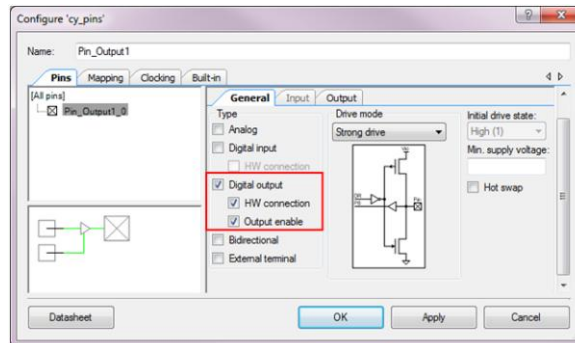 Configure 'cy_pins'
Name: Pin_Output1
Pins Mapping Clocking Built-in
[All pins]
Pin_Output1_0
General Input Output
Type
Analog
Digital input
HW connection
Digital output
HW connection
Output enable
Bidirectional
External terminal
Drive mode
Strong drive
Initial drive state:
High (1)
Min. supply voltage:
Hot swap
Datasheet OK Apply Cancel